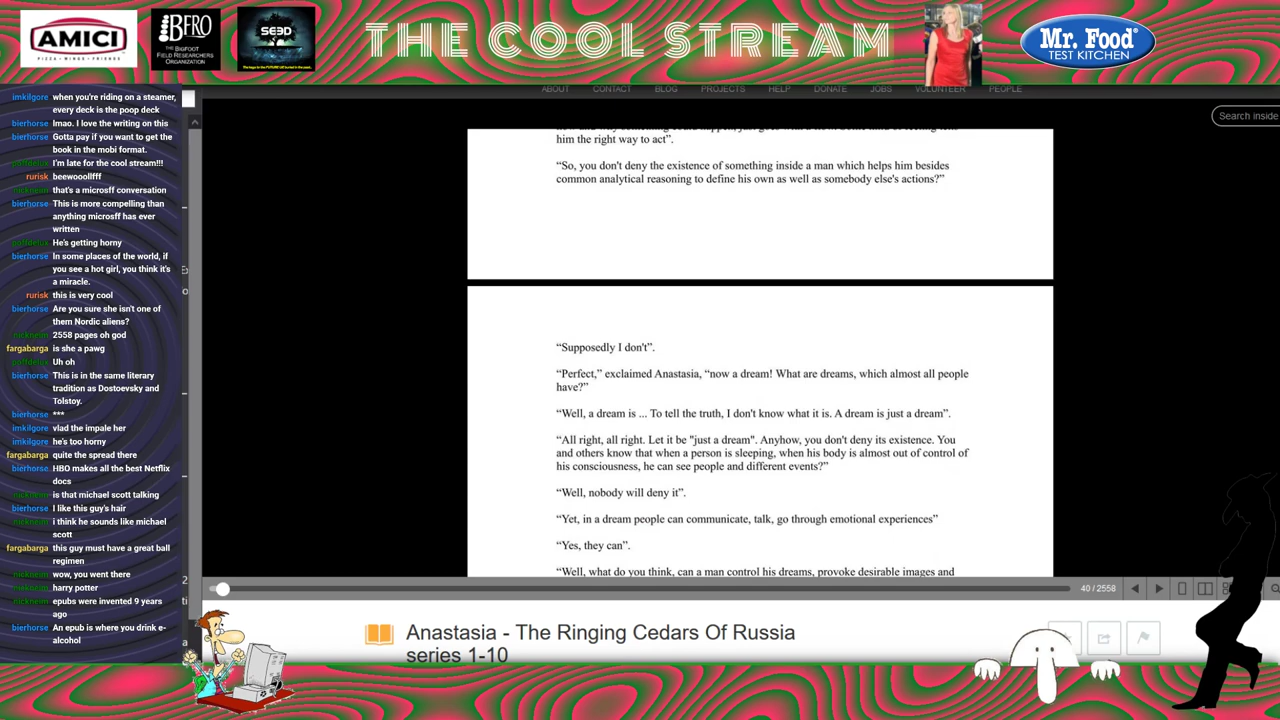 AMICI
PIZZA • WINGS • FRIENDS
BFRO
THE BIGFOOT
FIELD RESEARCHERS
ORGANIZATION
SEED
THE COOL STREAM
Mr. Food
TEST KITCHEN
ABOUT CONTACT BLOG PROJECTS HELP DONATE JOBS VOLUNTEER PEOPLE
Search inside
imkilgore when you're riding on a steamer,
every deck is the poop deck
bierhorse lmao. I love the writing on this
bierhorse Gotta pay if you want to get the
book in the mobi format.
I'm late for the cool stream!!!
rurisk beewooollfff
that's a microsff conversation
bierhorse This is more compelling than
anything microsff has ever
written
He's getting horny
bierhorse In some places of the world, if
you see a hot girl, you think it's
a miracle.
rurisk this is very cool
bierhorse Are you sure she isn't one of
them Nordic aliens?
2558 pages oh god
fargabarga is she a pawg
Uh oh
bierhorse This is in the same literary
tradition as Dostoevsky and
Tolstoy.
bierhorse ***
imkilgore vlad the impale her
imkilgore he's too horny
fargabarga quite the spread there
bierhorse HBO makes all the best Netflix
docs
is that michael scott talking
bierhorse I like this guy's hair
i think he sounds like michael
scott
fargabarga this guy must have a great ball
regimen
wow, you went there
harry potter
epubs were invented 9 years
ago
bierhorse An epub is where you drink e-
alcohol
him the right way to act”.
“So, you don't deny the existence of something inside a man which helps him besides
common analytical reasoning to define his own as well as somebody else's actions?”
“Supposedly I don't”.
“Perfect,” exclaimed Anastasia, “now a dream! What are dreams, which almost all people
have?”
“Well, a dream is ... To tell the truth, I don't know what it is. A dream is just a dream”.
“All right, all right. Let it be "just a dream". Anyhow, you don't deny its existence. You
and others know that when a person is sleeping, when his body is almost out of control of
his consciousness, he can see people and different events?”
“Well, nobody will deny it”.
“Yet, in a dream people can communicate, talk, go through emotional experiences”
“Yes, they can”.
“Well, what do you think, can a man control his dreams, provoke desirable images and
40 / 2558
Anastasia - The Ringing Cedars Of Russia
series 1-10